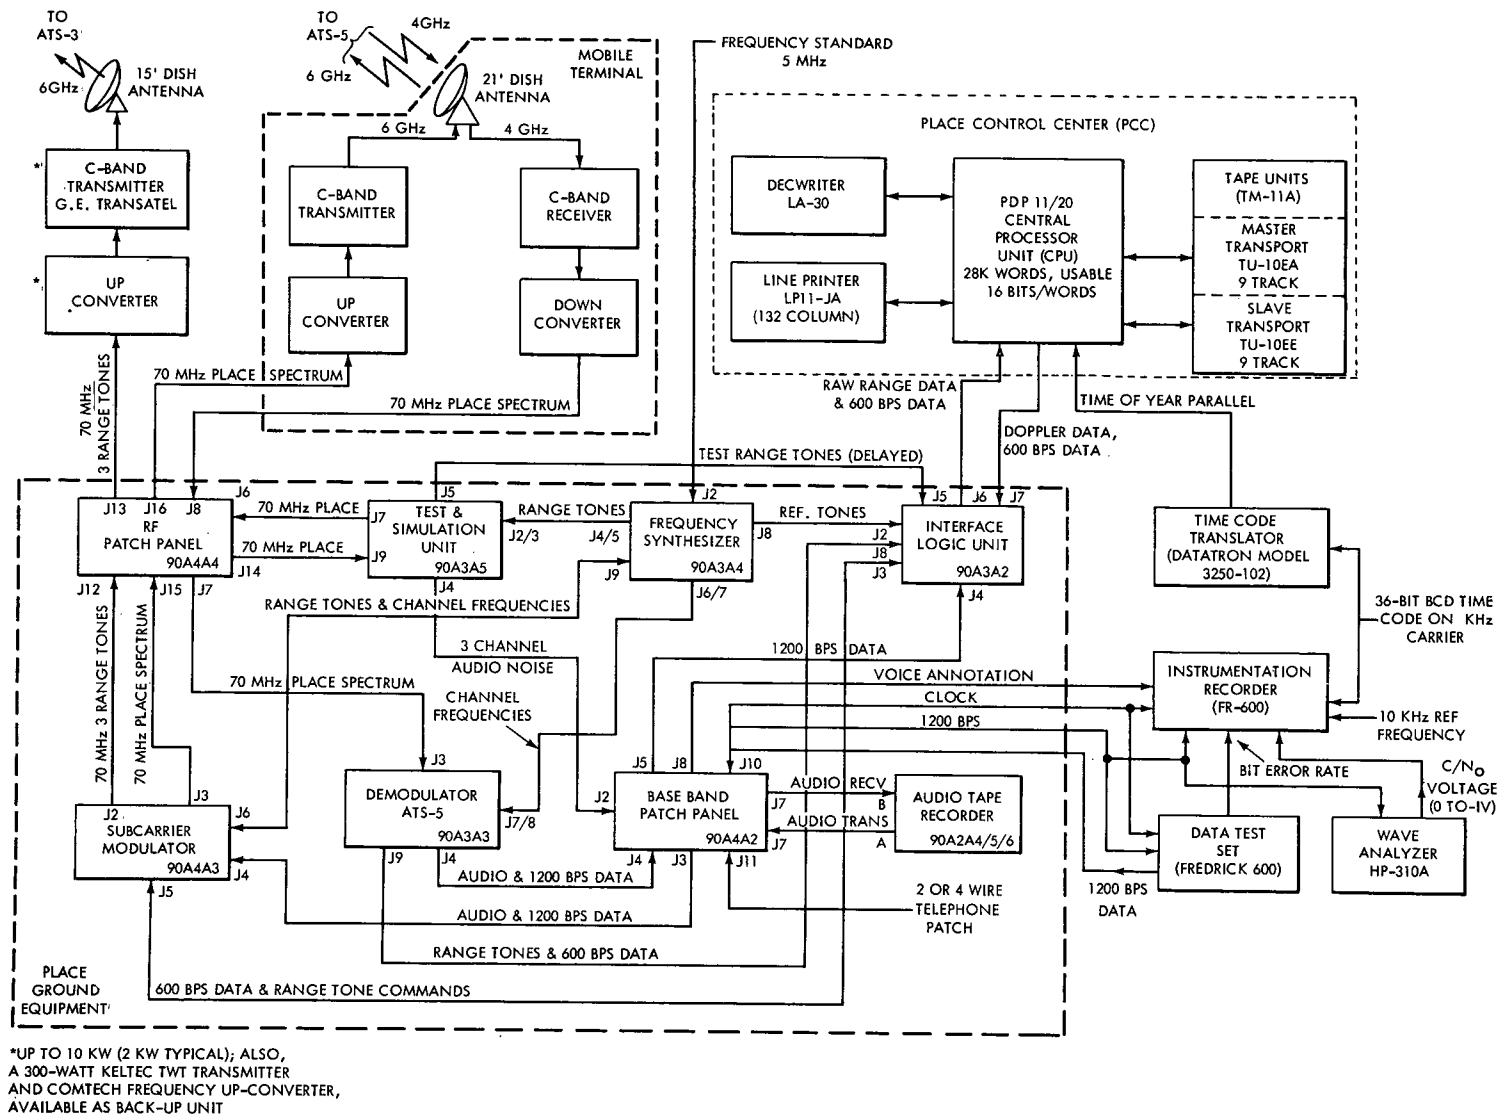 TO
ATS-3
6GHz
15' DISH
ANTENNA
*
C-BAND
TRANSMITTER
G.E. TRANSATEL
*
UP
CONVERTER
70 MHz
3 RANGE TONES
TO
ATS-5
4GHz
6 GHz
MOBILE
TERMINAL
21' DISH
ANTENNA
6 GHz
4 GHz
C-BAND
TRANSMITTER
C-BAND
RECEIVER
UP
CONVERTER
DOWN
CONVERTER
70 MHz PLACE SPECTRUM
70 MHz PLACE SPECTRUM
FREQUENCY STANDARD
5 MHz
PLACE CONTROL CENTER (PCC)
DECWRITER
LA-30
LINE PRINTER
LP11-JA
(132 COLUMN)
PDP 11/20
CENTRAL
PROCESSOR
UNIT (CPU)
28K WORDS, USABLE
16 BITS/WORDS
TAPE UNITS
(TM-11A)
MASTER
TRANSPORT
TU-10EA
9 TRACK
SLAVE
TRANSPORT
TU-10EE
9 TRACK
RAW RANGE DATA
& 600 BPS DATA
TIME OF YEAR PARALLEL
DOPPLER DATA,
600 BPS DATA
TEST RANGE TONES (DELAYED)
J13 J16 J8
J6
RF
PATCH PANEL
90A4A4
J12 J15 J7
J14
70 MHz PLACE
70 MHz PLACE
J5
J7
J9
TEST &
SIMULATION
UNIT
90A3A5
J4
J2/3
RANGE TONES
J4/5
J2
FREQUENCY
SYNTHESIZER
90A3A4
J9
J6/7
J8
REF. TONES
J5 J6 J7
J2
J8
J3
INTERFACE
LOGIC UNIT
90A3A2
J4
TIME CODE
TRANSLATOR
(DATATRON MODEL
3250-102)
36-BIT BCD TIME
CODE ON KHz
CARRIER
RANGE TONES & CHANNEL FREQUENCIES
3 CHANNEL
AUDIO NOISE
1200 BPS DATA
70 MHz PLACE SPECTRUM
CHANNEL
FREQUENCIES
VOICE ANNOTATION
CLOCK
1200 BPS
INSTRUMENTATION
RECORDER
(FR-600)
10 KHz REF
FREQUENCY
BIT ERROR RATE
C/No
VOLTAGE
(0 TO-IV)
70 MHz 3 RANGE TONES
70 MHz PLACE SPECTRUM
J2
J3
J6
SUBCARRIER
MODULATOR
90A4A3
J4
J5
J3
DEMODULATOR
ATS-5
90A3A3
J7/8
J9 J4
J5 J8 J10
J2
BASE BAND
PATCH PANEL
90A4A2
J4 J3 J11
AUDIO RECV
J7 B
AUDIO TRANS
J7 A
AUDIO TAPE
RECORDER
90A2A4/5/6
DATA TEST
SET
(FREDRICK 600)
WAVE
ANALYZER
HP-310A
1200 BPS
DATA
AUDIO & 1200 BPS DATA
AUDIO & 1200 BPS DATA
2 OR 4 WIRE
TELEPHONE
PATCH
RANGE TONES & 600 BPS DATA
600 BPS DATA & RANGE TONE COMMANDS
PLACE
GROUND
EQUIPMENT
*UP TO 10 KW (2 KW TYPICAL); ALSO,
A 300-WATT KELTEC TWT TRANSMITTER
AND COMTECH FREQUENCY UP-CONVERTER,
AVAILABLE AS BACK-UP UNIT